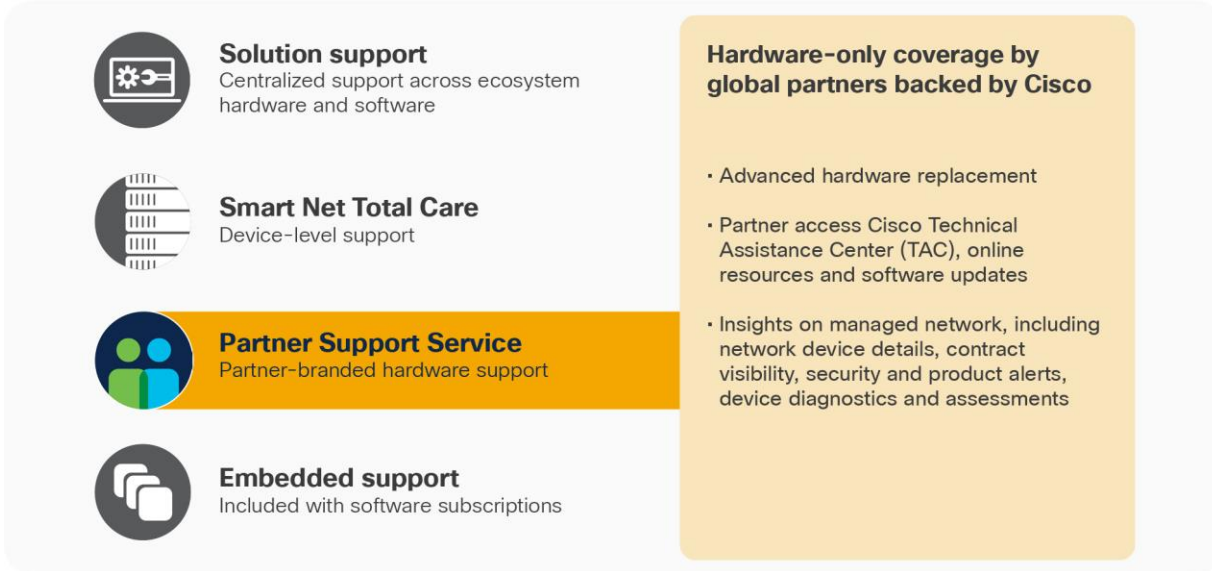 Solution support
Centralized support across ecosystem
hardware and software
Smart Net Total Care
Device-level support
Partner Support Service
Partner-branded hardware support
Embedded support
Included with software subscriptions
Hardware-only coverage by
global partners backed by Cisco
· Advanced hardware replacement
· Partner access Cisco Technical
Assistance Center (TAC), online
resources and software updates
· Insights on managed network, including
network device details, contract
visibility, security and product alerts,
device diagnostics and assessments